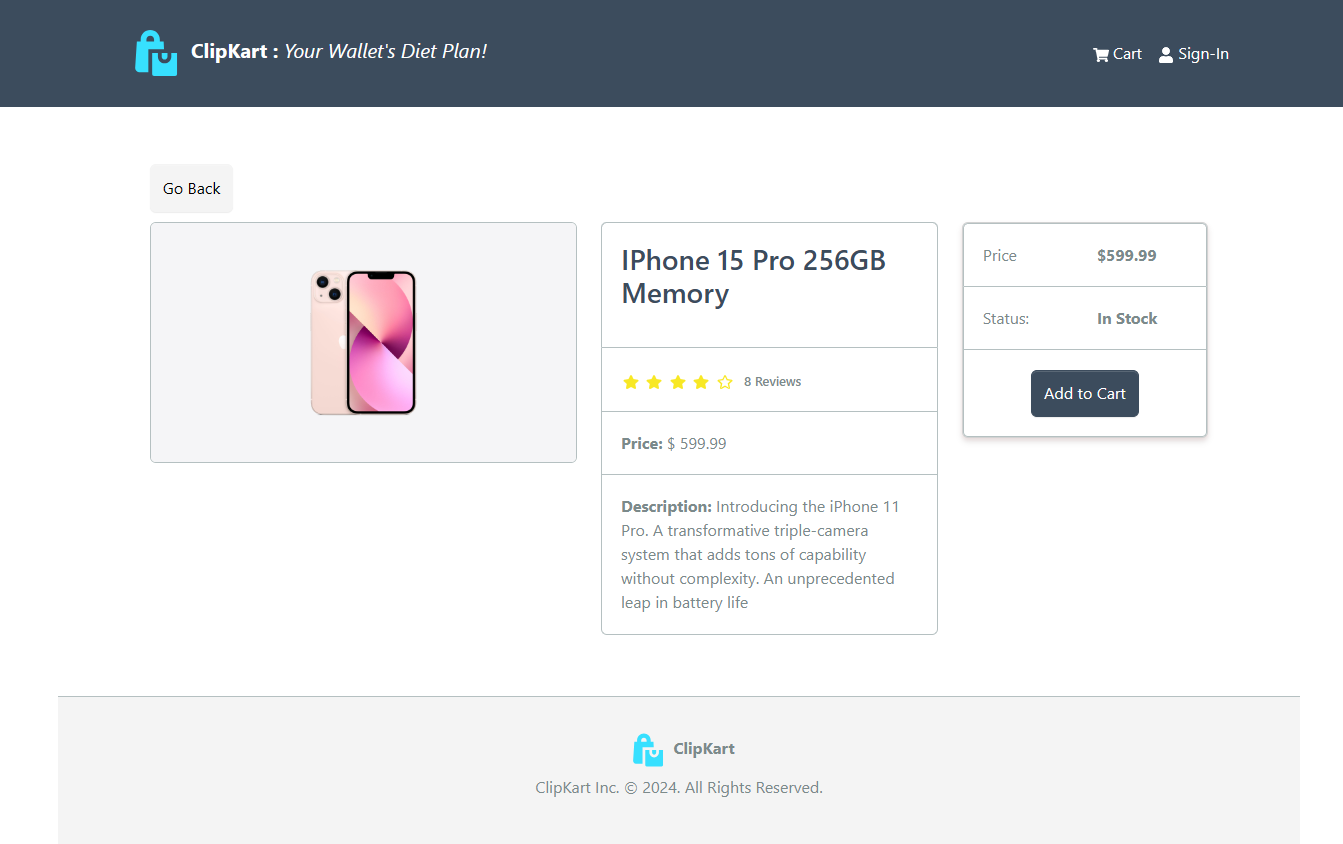 ClipKart : Your Wallet's Diet Plan!
Cart
Sign-In
Go Back
IPhone 15 Pro 256GB
Memory
8 Reviews
Price: $ 599.99
Description: Introducing the iPhone 11
Pro. A transformative triple-camera
system that adds tons of capability
without complexity. An unprecedented
leap in battery life
Price $599.99
Status: In Stock
Add to Cart
ClipKart
ClipKart Inc. © 2024. All Rights Reserved.